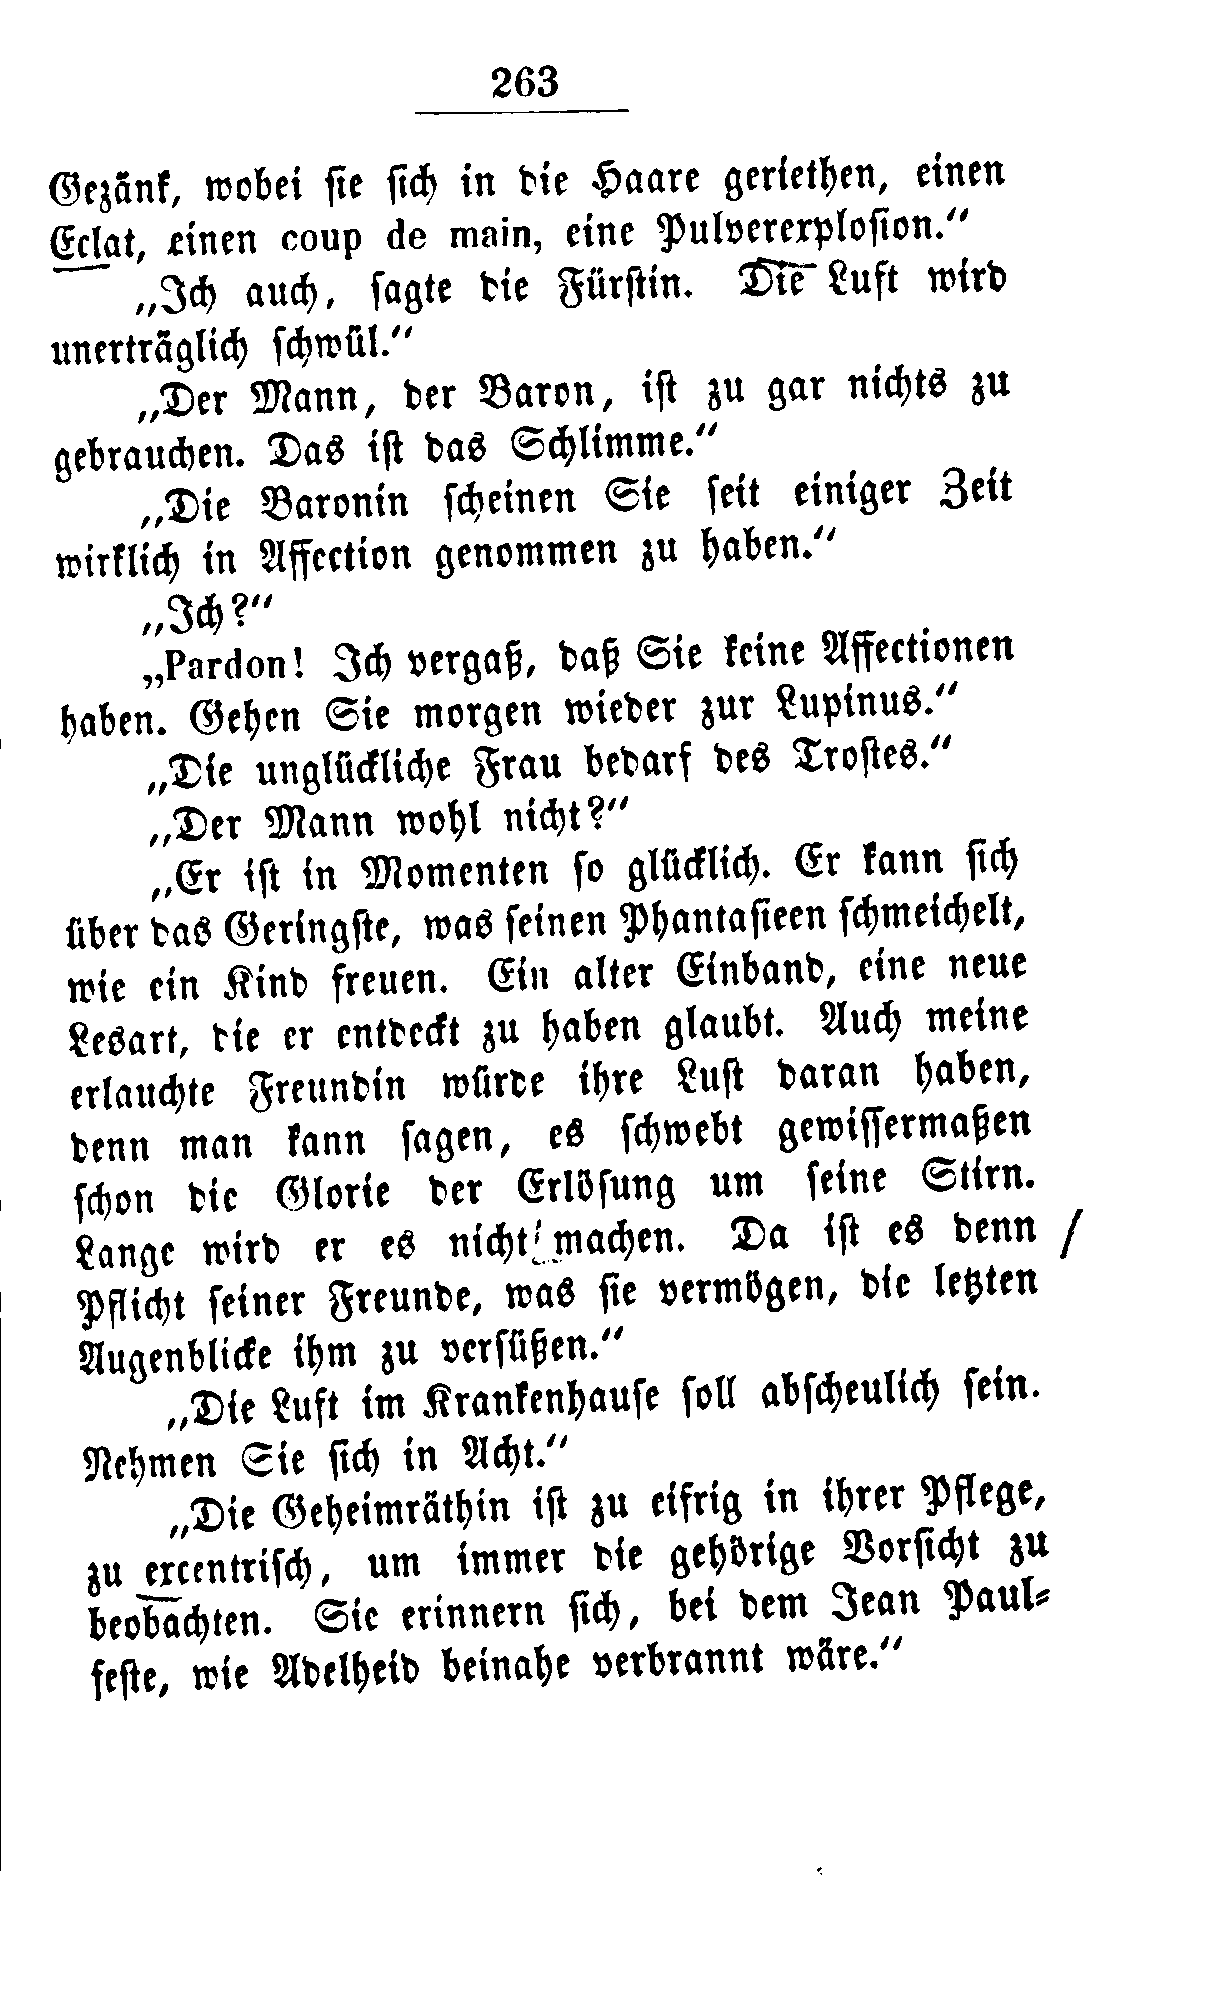 263
Gezänk, wobei sie sich in die Haare geriethen, einen
Eclat, einen coup de main, eine Pulverexplosion.“
„Ich auch, sagte die Fürstin. Die Luft wird
unerträglich schwül.“
„Der Mann, der Baron, ist zu gar nichts zu
gebrauchen. Das ist das Schlimme.“
„Die Baronin scheinen Sie seit einiger Zeit
wirklich in Affection genommen zu haben.“
„Ich?“
„Pardon! Ich vergaß, daß Sie keine Affectionen
haben. Gehen Sie morgen wieder zur Lupinus.“
„Die unglückliche Frau bedarf des Trostes.“
„Der Mann wohl nicht?“
„Er ist in Momenten so glücklich. Er kann sich
über das Geringste, was seinen Phantasieen schmeichelt,
wie ein Kind freuen. Ein alter Einband, eine neue
Lesart, die er entdeckt zu haben glaubt. Auch meine
erlauchte Freundin würde ihre Lust daran haben,
denn man kann sagen, es schwebt gewissermaßen
schon die Glorie der Erlösung um seine Stirn.
Lange wird er es nicht machen. Da ist es denn
Pflicht seiner Freunde, was sie vermögen, die letzten
Augenblicke ihm zu versüßen.“
„Die Luft im Krankenhause soll abscheulich sein.
Nehmen Sie sich in Acht.“
„Die Geheimräthin ist zu eifrig in ihrer Pflege,
zu excentrisch, um immer die gehörige Vorsicht zu
beobachten. Sie erinnern sich, bei dem Jean Paul-
feste, wie Adelheid beinahe verbrannt wäre.“